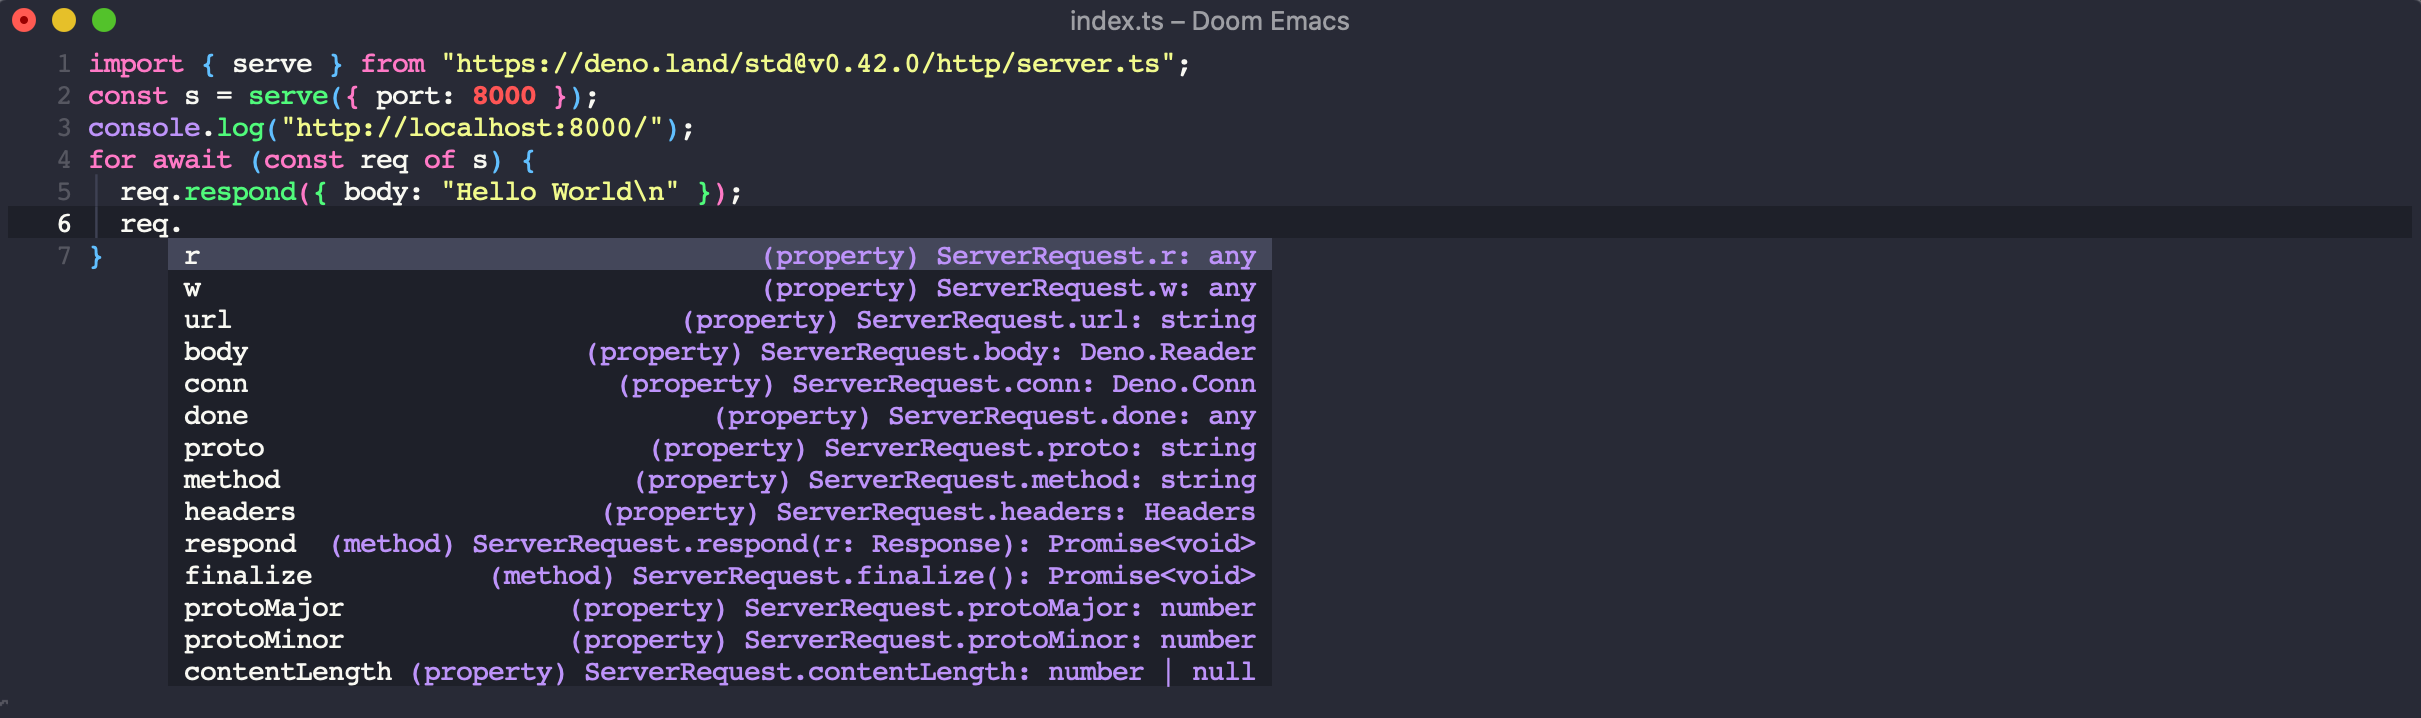 index.ts – Doom Emacs
1 import { serve } from "https://deno.land/std@v0.42.0/http/server.ts";
2 const s = serve({ port: 8000 });
3 console.log("http://localhost:8000/");
4 for await (const req of s) {
5 req.respond({ body: "Hello World\n" });
6 req.
7 } r (property) ServerRequest.r: any
w (property) ServerRequest.w: any
url (property) ServerRequest.url: string
body (property) ServerRequest.body: Deno.Reader
conn (property) ServerRequest.conn: Deno.Conn
done (property) ServerRequest.done: any
proto (property) ServerRequest.proto: string
method (property) ServerRequest.method: string
headers (property) ServerRequest.headers: Headers
respond (method) ServerRequest.respond(r: Response): Promise<void>
finalize (method) ServerRequest.finalize(): Promise<void>
protoMajor (property) ServerRequest.protoMajor: number
protoMinor (property) ServerRequest.protoMinor: number
contentLength (property) ServerRequest.contentLength: number | null